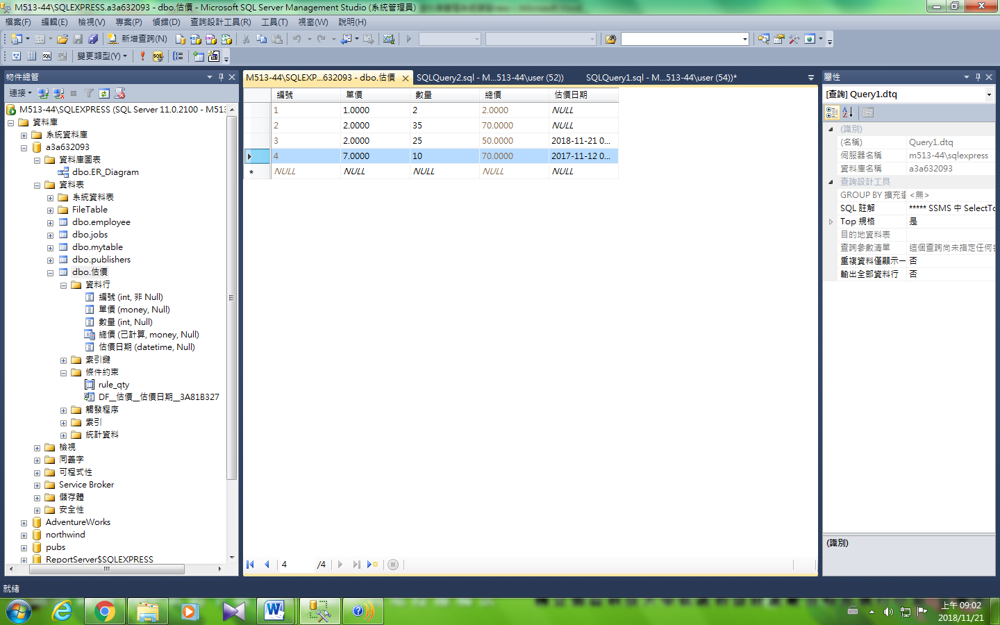 M513-44\SQLEXPRESS.a3a632093 - dbo.估價 - Microsoft SQL Server Management Studio (系統管理員)
檔案(F) 編輯(E) 檢視(V) 專案(P) 偵錯(D) 查詢設計工具(R) 工具(T) 視窗(W) 說明(H)
新增查詢(N)
變更類型(Y)
物件總管
連接
M513-44\SQLEXPRESS (SQL Server 11.0.2100 - M513
資料庫
系統資料庫
a3a632093
資料庫圖表
dbo.ER_Diagram
資料表
系統資料表
FileTable
dbo.employee
dbo.jobs
dbo.mytable
dbo.publishers
dbo.估價
資料行
編號 (int, 非 Null)
單價 (money, Null)
數量 (int, Null)
總價 (已計算, money, Null)
估價日期 (datetime, Null)
索引鍵
條件約束
rule_qty
DF__估價__估價日期__3A81B327
觸發程序
索引
統計資料
檢視
同義字
可程式性
Service Broker
儲存體
安全性
AdventureWorks
northwind
pubs
ReportServer$SQLEXPRESS
M513-44\SQLEXP...632093 - dbo.估價 SQLQuery2.sql - M...513-44\user (52)) SQLQuery1.sql - M...513-44\user (54))*
編號 單價 數量 總價 估價日期
1 1.0000 2 2.0000 NULL
2 2.0000 35 70.0000 NULL
3 2.0000 25 50.0000 2018-11-21 0...
4 7.0000 10 70.0000 2017-11-12 0...
NULL NULL NULL NULL NULL
4 /4
屬性
[查詢] Query1.dtq
(識別)
(名稱) Query1.dtq
伺服器名稱 m513-44\sqlexpress
資料庫名稱 a3a632093
查詢設計工具
GROUP BY 擴充 <無>
SQL 註解 ***** SSMS 中 SelectTo
Top 規格 是
目的地資料表
查詢參數清單 這個查詢尚未指定任何
重複資料僅顯示一 否
輸出全部資料行 否
(識別)
就緒
上午 09:02
2018/11/21